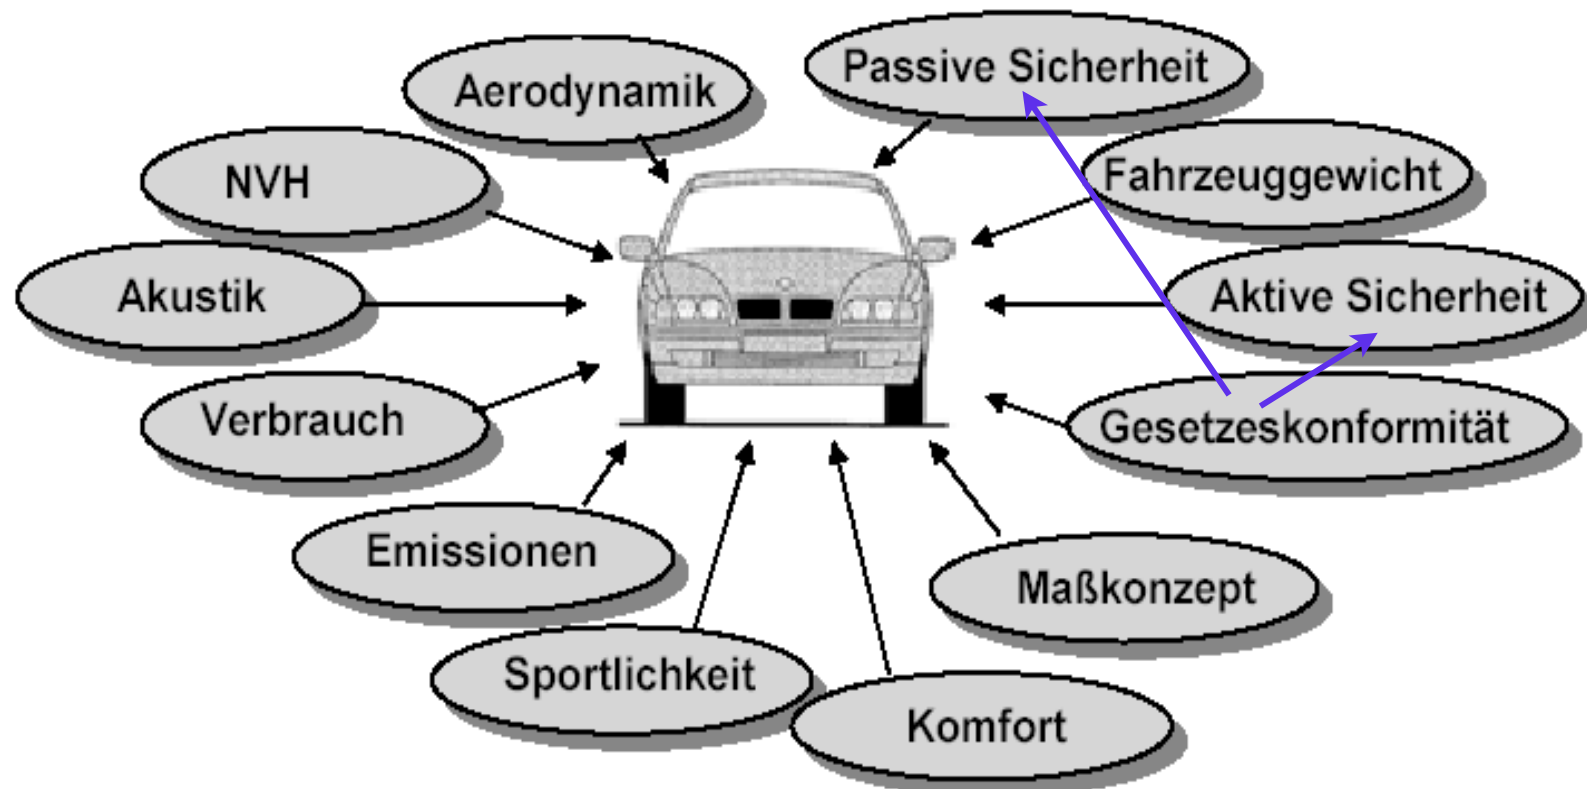 Aerodynamik
Passive Sicherheit
NVH
Fahrzeuggewicht
Akustik
Aktive Sicherheit
Verbrauch
Gesetzeskonformität
Emissionen
Maßkonzept
Sportlichkeit
Komfort